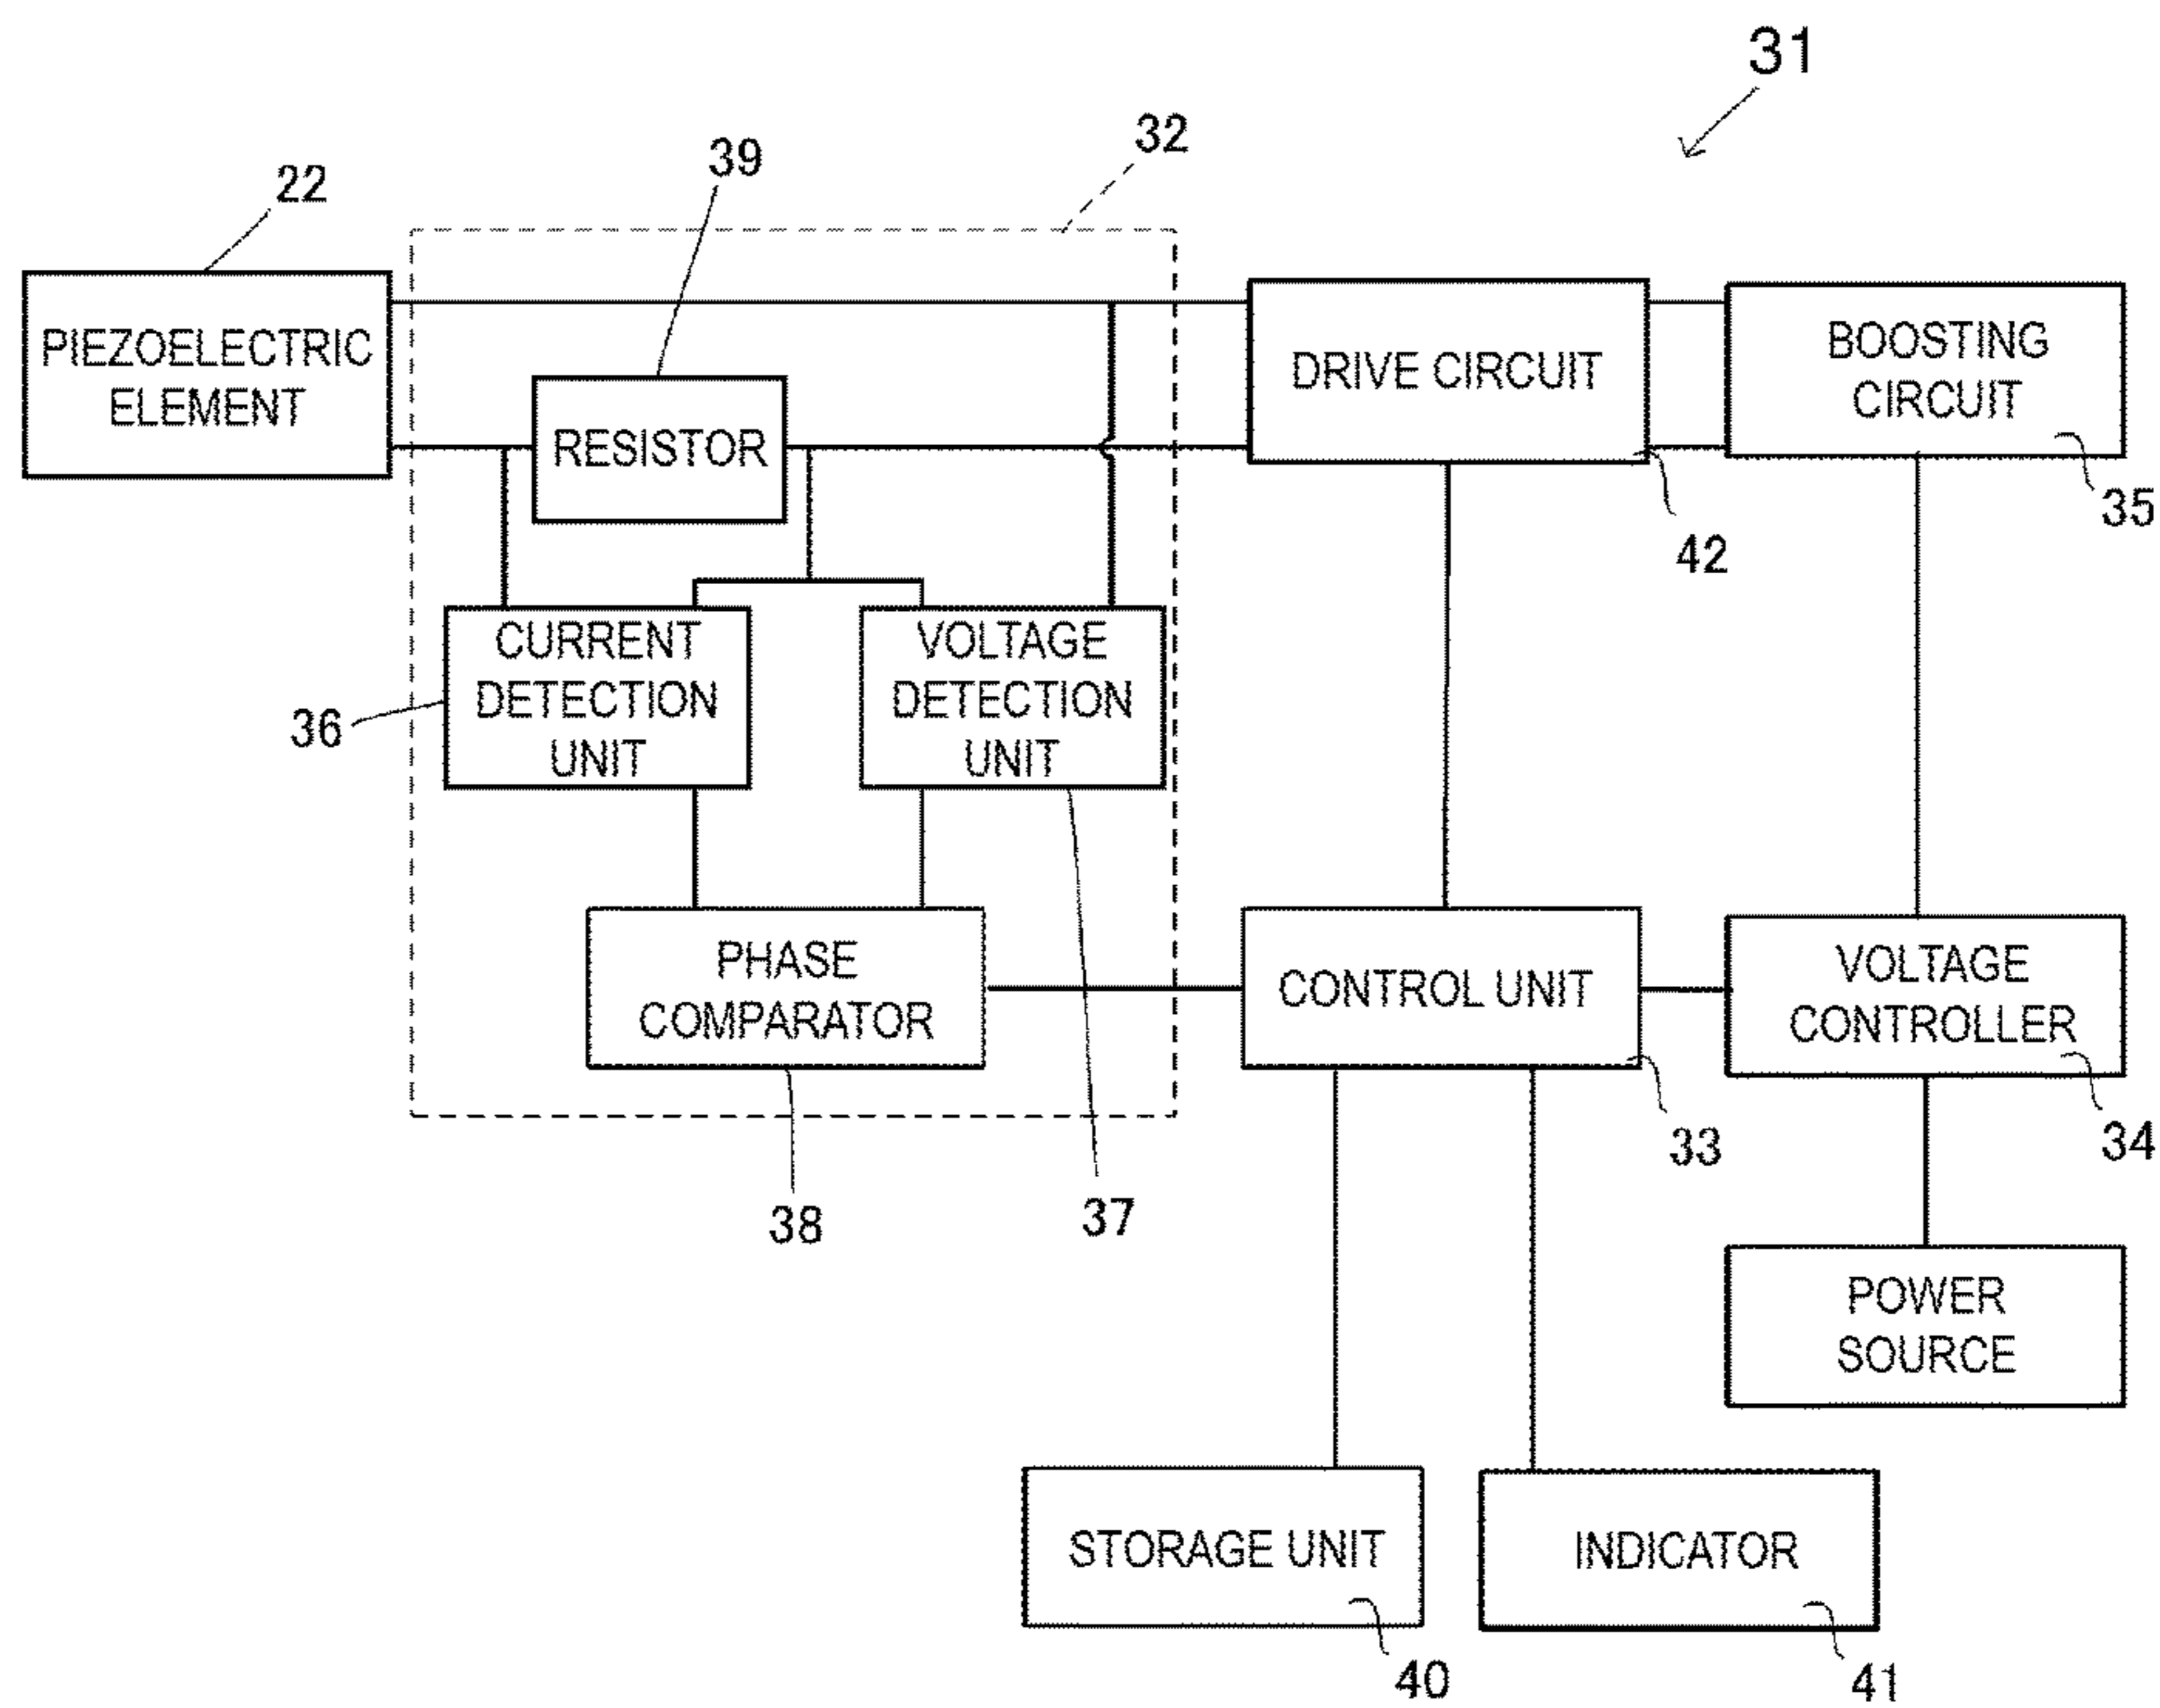 31
32
39
22
PIEZOELECTRIC
ELEMENT
RESISTOR
DRIVE CIRCUIT
BOOSTING
CIRCUIT
35
42
CURRENT
DETECTION
UNIT
VOLTAGE
DETECTION
UNIT
36
PHASE
COMPARATOR
CONTROL UNIT
VOLTAGE
CONTROLLER
33
34
38
37
POWER
SOURCE
STORAGE UNIT
INDICATOR
40
41